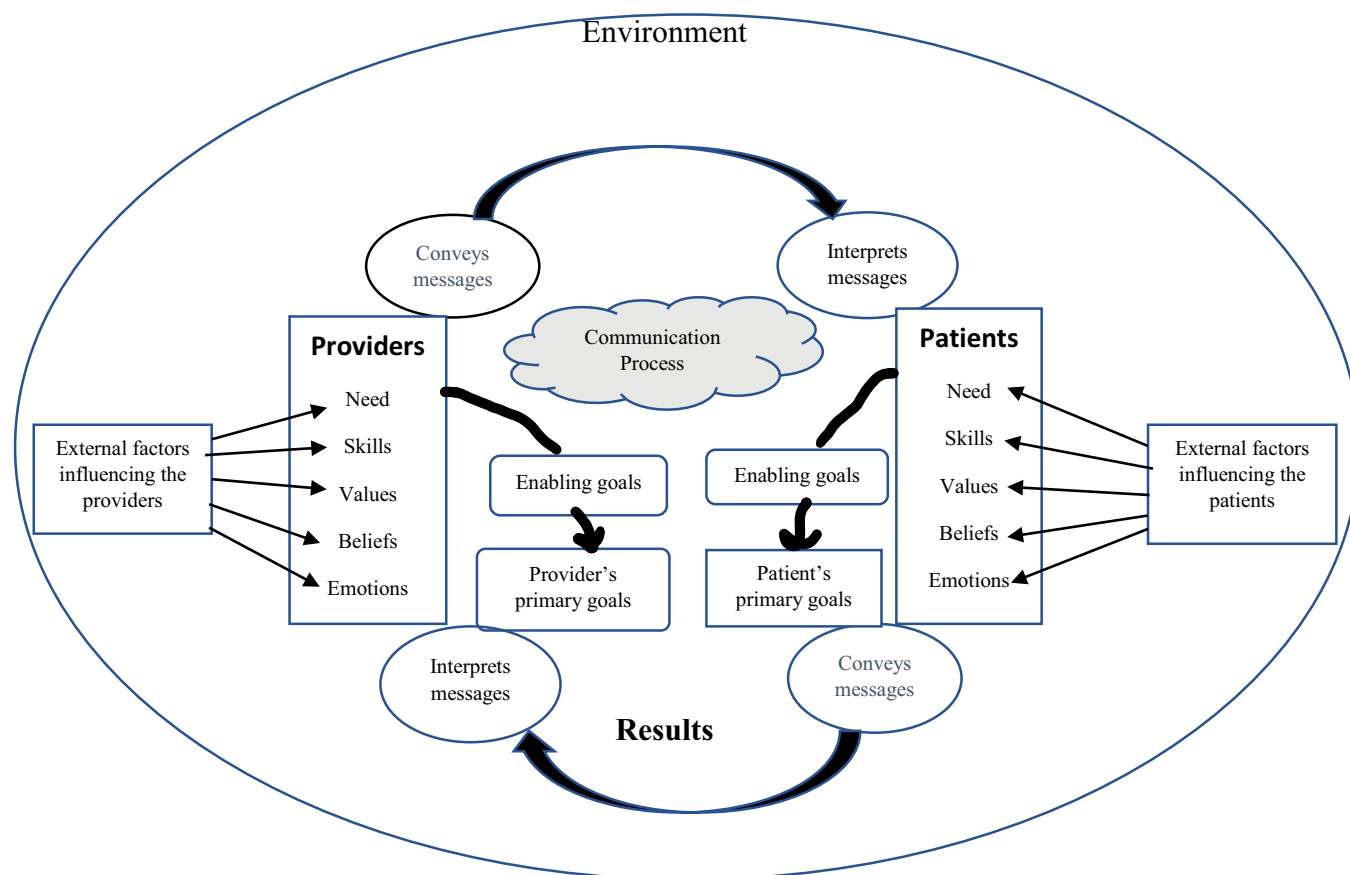 Environment
Conveys
messages
Interprets
messages
Communication
Process
Providers
Need
Skills
Values
Beliefs
Emotions
Patients
Need
Skills
Values
Beliefs
Emotions
External factors
influencing the
providers
External factors
influencing the
patients
Enabling goals
Enabling goals
Provider’s
primary goals
Patient’s
primary goals
Interprets
messages
Conveys
messages
Results